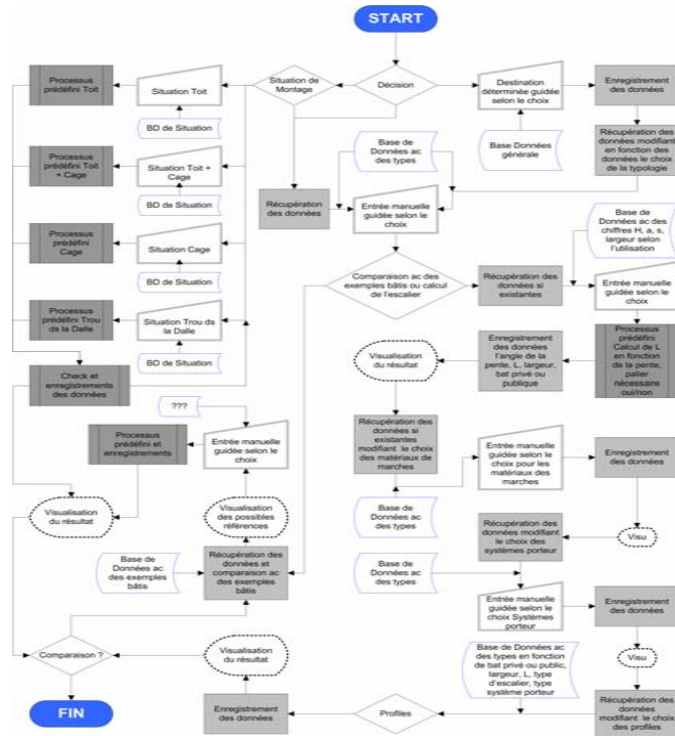 START
Processus
prédéfini Toit
Situation Toit
Situation de
Montage
Décision
Destination
déterminée guidée
selon le choix
Enregistrement
des données
BD de Situation
Base de
Données ac
des types
Base Données
générale
Récupération des
données modifiant
en fonction des
données le choix
de la typologie
Processus
prédéfini Toit
+ Cage
Situation Toit +
Cage
BD de Situation
Récupération
des données
Entrée manuelle
guidée selon le
choix
Base de
Données ac des
chiffres H, a, s,
largeur selon
l'utilisation
Processus
prédéfini
Cage
Situation Cage
BD de Situation
Comparaison ac des
exemples bâtis ou calcul
de l'escalier
Récupération des
données si
existantes
Entrée manuelle
guidée selon le
choix
Processus
prédéfini Trou
ds la Dalle
Situation Trou ds
la Dalle
BD de Situation
Visualisation
du résultat
Enregistrement
des données
l'angle de la
pente, L, largeur,
bat privé ou
publique
Processus
prédéfini
Calcul de L
en fonction
de la pente,
palier
nécessaire
oui/non
Check et
enregistrements
des données
???
Processus
prédéfini et
enregistrements
Entrée manuelle
guidée selon le
choix
Récupération des
données si
existantes
modifiant le choix
des matériaux de
marches
Entrée manuelle
guidée selon le
choix pour les
matériaux des
marches
Enregistrement
des données
Visualisation
du résultat
Visualisation
des possibles
références
Base de
Données ac
des types
Récupération des
données modifiant
le choix des
systèmes porteur
Visu
Base de
Données ac
des exemples
bâtis
Récupération des
données et
comparaison ac
des exemples
bâtis
Base de
Données ac
des types
Entrée manuelle
guidée selon le
choix Systèmes
porteur
Enregistrement
des données
Comparaison ?
Visualisation
du résultat
Base de Données ac
des types en fonction
de bat privé ou public,
largeur, L, type
d'escalier, type
système porteur
Visu
FIN
Enregistrement
des données
Profiles
Récupération des
données
modifiant le choix
des profiles